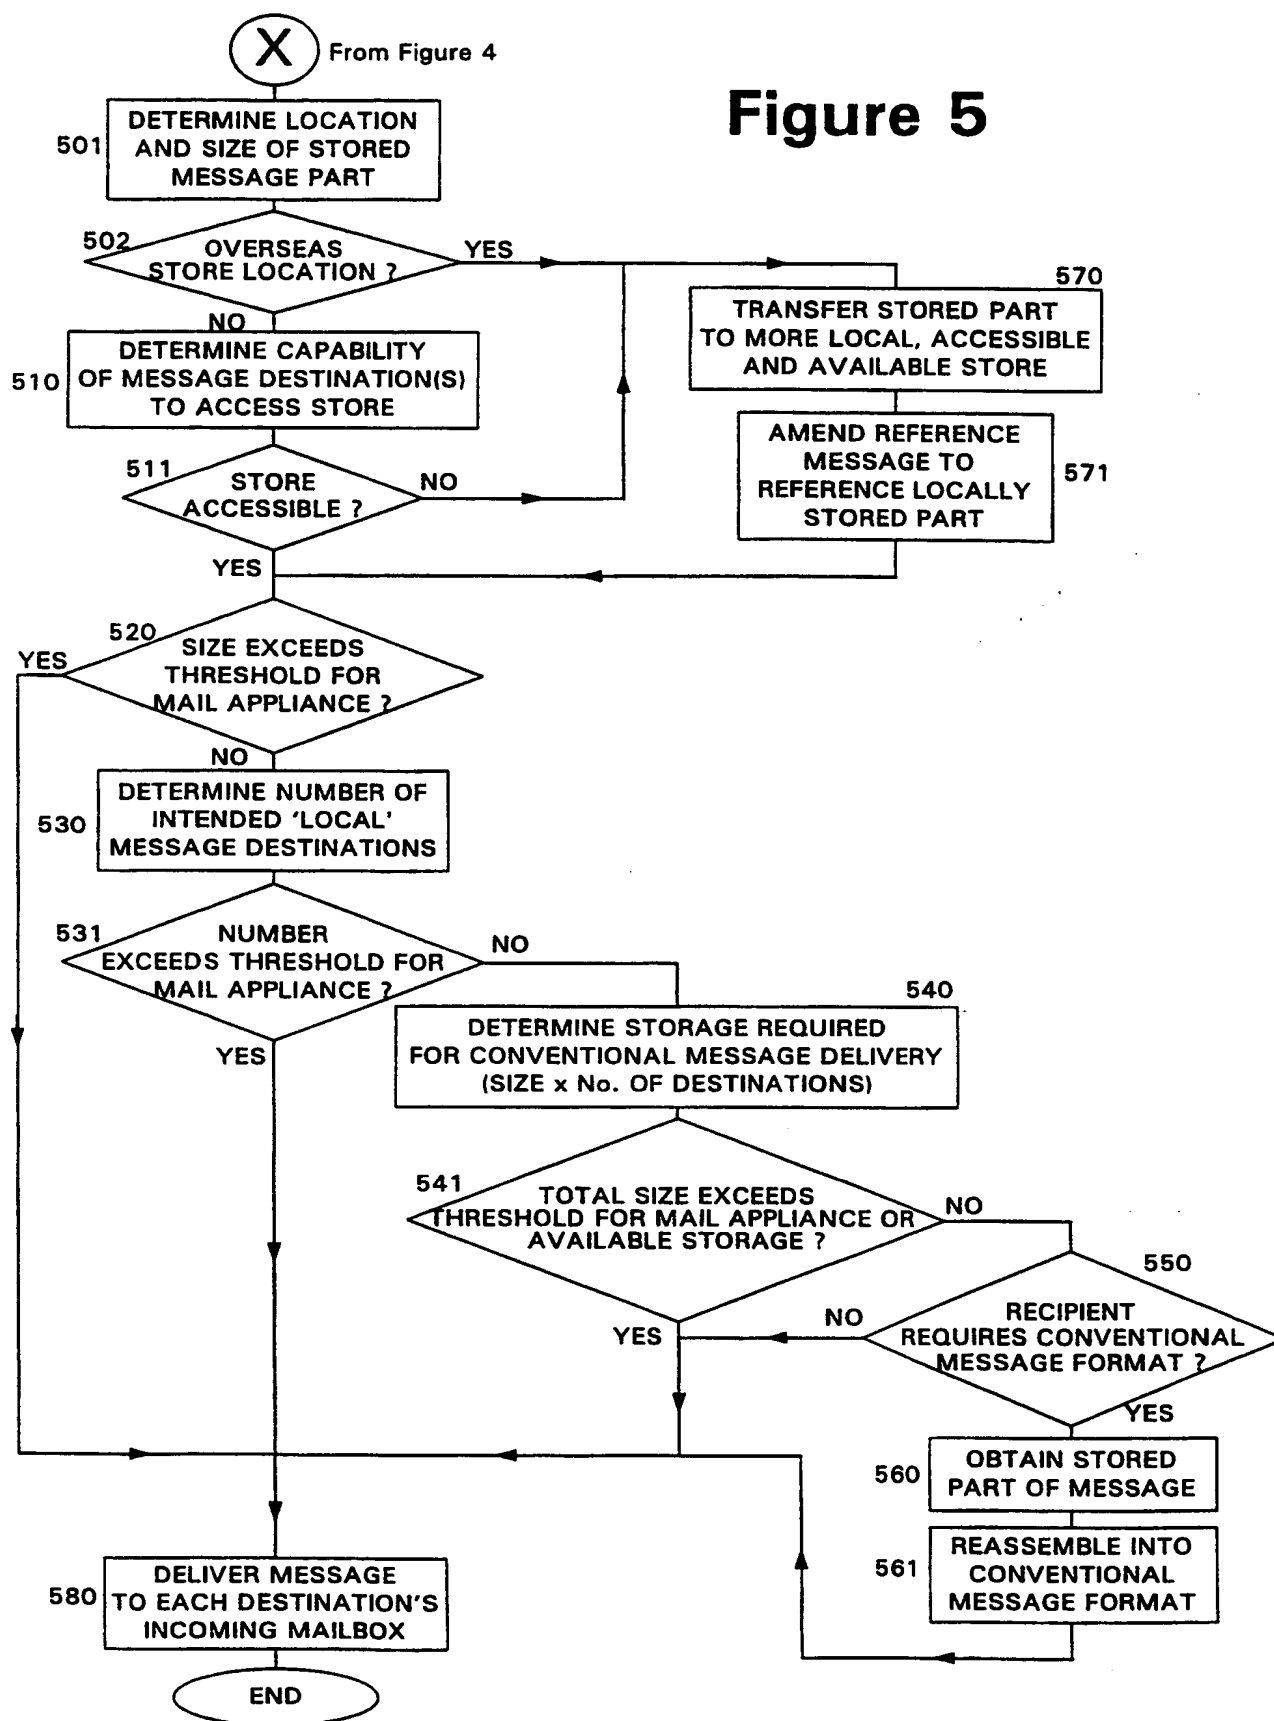 X
From Figure 4
Figure 5
501
DETERMINE LOCATION
AND SIZE OF STORED
MESSAGE PART
502
OVERSEAS
STORE LOCATION ?
YES
NO
570
TRANSFER STORED PART
TO MORE LOCAL, ACCESSIBLE
AND AVAILABLE STORE
510
DETERMINE CAPABILITY
OF MESSAGE DESTINATION(S)
TO ACCESS STORE
571
AMEND REFERENCE
MESSAGE TO
REFERENCE LOCALLY
STORED PART
511
STORE
ACCESSIBLE ?
NO
YES
520
SIZE EXCEEDS
THRESHOLD FOR
MAIL APPLIANCE ?
YES
NO
530
DETERMINE NUMBER OF
INTENDED 'LOCAL'
MESSAGE DESTINATIONS
531
NUMBER
EXCEEDS THRESHOLD FOR
MAIL APPLIANCE ?
NO
YES
540
DETERMINE STORAGE REQUIRED
FOR CONVENTIONAL MESSAGE DELIVERY
(SIZE x No. OF DESTINATIONS)
541
TOTAL SIZE EXCEEDS
THRESHOLD FOR MAIL APPLIANCE OR
AVAILABLE STORAGE ?
NO
YES
550
RECIPIENT
REQUIRES CONVENTIONAL
MESSAGE FORMAT ?
NO
YES
560
OBTAIN STORED
PART OF MESSAGE
561
REASSEMBLE INTO
CONVENTIONAL
MESSAGE FORMAT
580
DELIVER MESSAGE
TO EACH DESTINATION'S
INCOMING MAILBOX
END